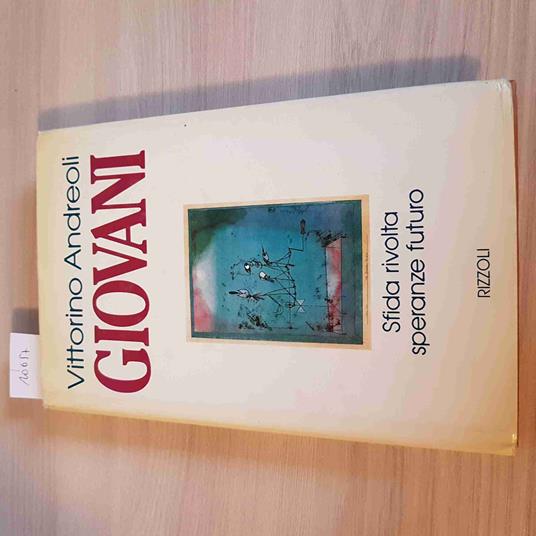 Vittorino Andreoli
GIOVANI
Sfida rivolta
speranze futuro
RIZZOLI